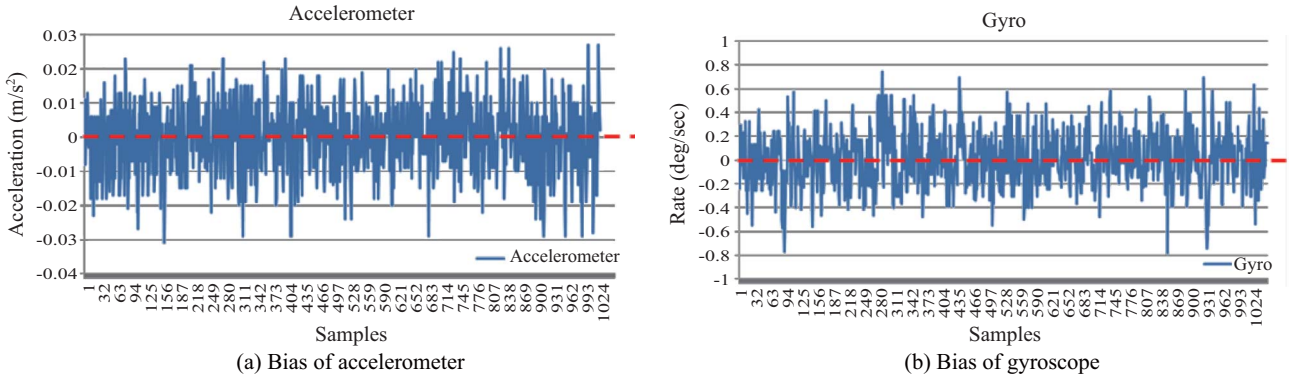 Accelerometer
0.03
0.02
0.01
0
-0.01
-0.02
-0.03
-0.04
Acceleration (m/s²)
Accelerometer
1 32 63 94 125 156 187 218 249 280 311 342 373 404 435 466 497 528 559 590 621 652 683 714 745 776 807 838 869 900 931 962 993 1024
Samples
(a) Bias of accelerometer
Gyro
1
0.8
0.6
0.4
0.2
0
-0.2
-0.4
-0.6
-0.8
-1
Rate (deg/sec)
Gyro
1 32 63 94 125 156 187 218 249 280 311 342 373 404 435 466 497 528 559 590 621 652 683 714 745 776 807 838 869 900 931 962 993 1024
Samples
(b) Bias of gyroscope